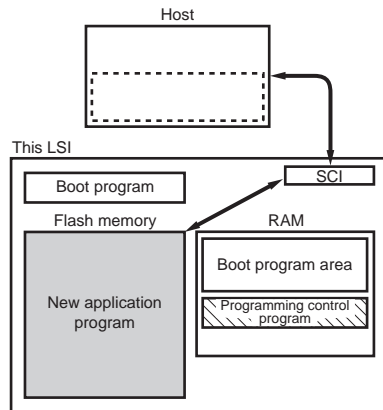 Host
This LSI
SCI
Boot program
Flash memory
RAM
Boot program area
New application
program
Programming control
program